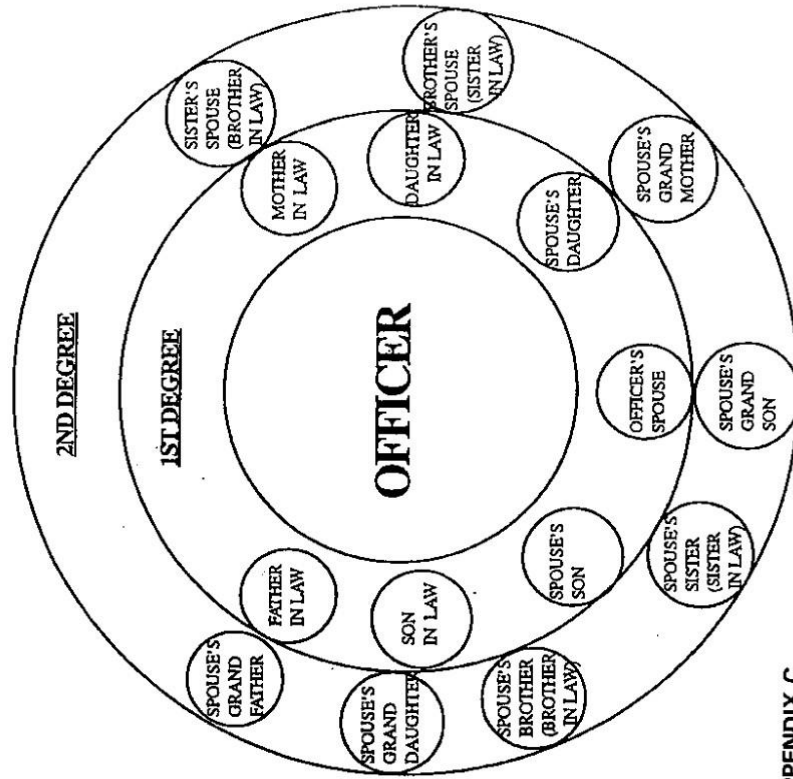 2ND DEGREE
1ST DEGREE
SPOUSE'S
GRAND
FATHER
FATHER
IN LAW
MOTHER
IN LAW
SISTER'S
SPOUSE
(BROTHER
IN LAW)
SPOUSE'S
GRAND
DAUGHTER
SON
IN LAW
OFFICER
DAUGHTER
IN LAW
BROTHER'S
SPOUSE
(SISTER
IN LAW)
SPOUSE'S
BROTHER
(BROTHER
IN LAW)
SPOUSE'S
SON
SPOUSE'S
DAUGHTER
SPOUSE'S
GRAND
MOTHER
SPOUSE'S
SISTER
(SISTER
IN LAW)
OFFICER'S
SPOUSE
SPOUSE'S
GRAND
SON
APPENDIX C